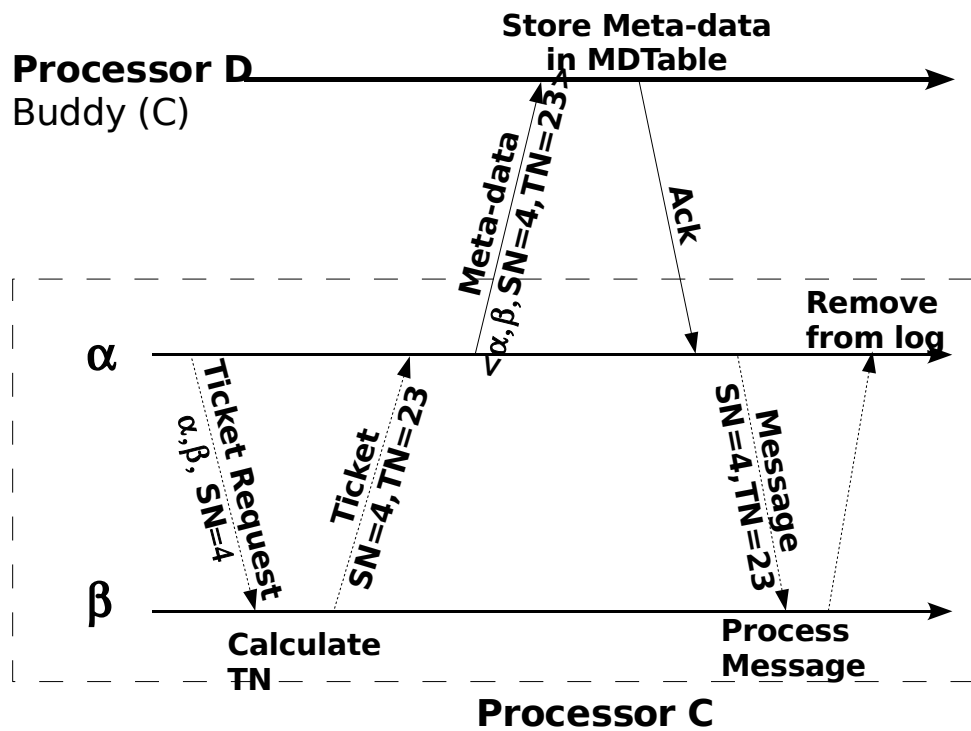 Store Meta-data
in MDTable
Processor D
Buddy (C)
Meta-data
<α,β,SN=4,TN=23>
Ack
Remove
from log
α
Ticket Request
α,β, SN=4
Ticket
SN=4,TN=23
Message
SN=4,TN=23
β
Calculate
TN
Process
Message
Processor C